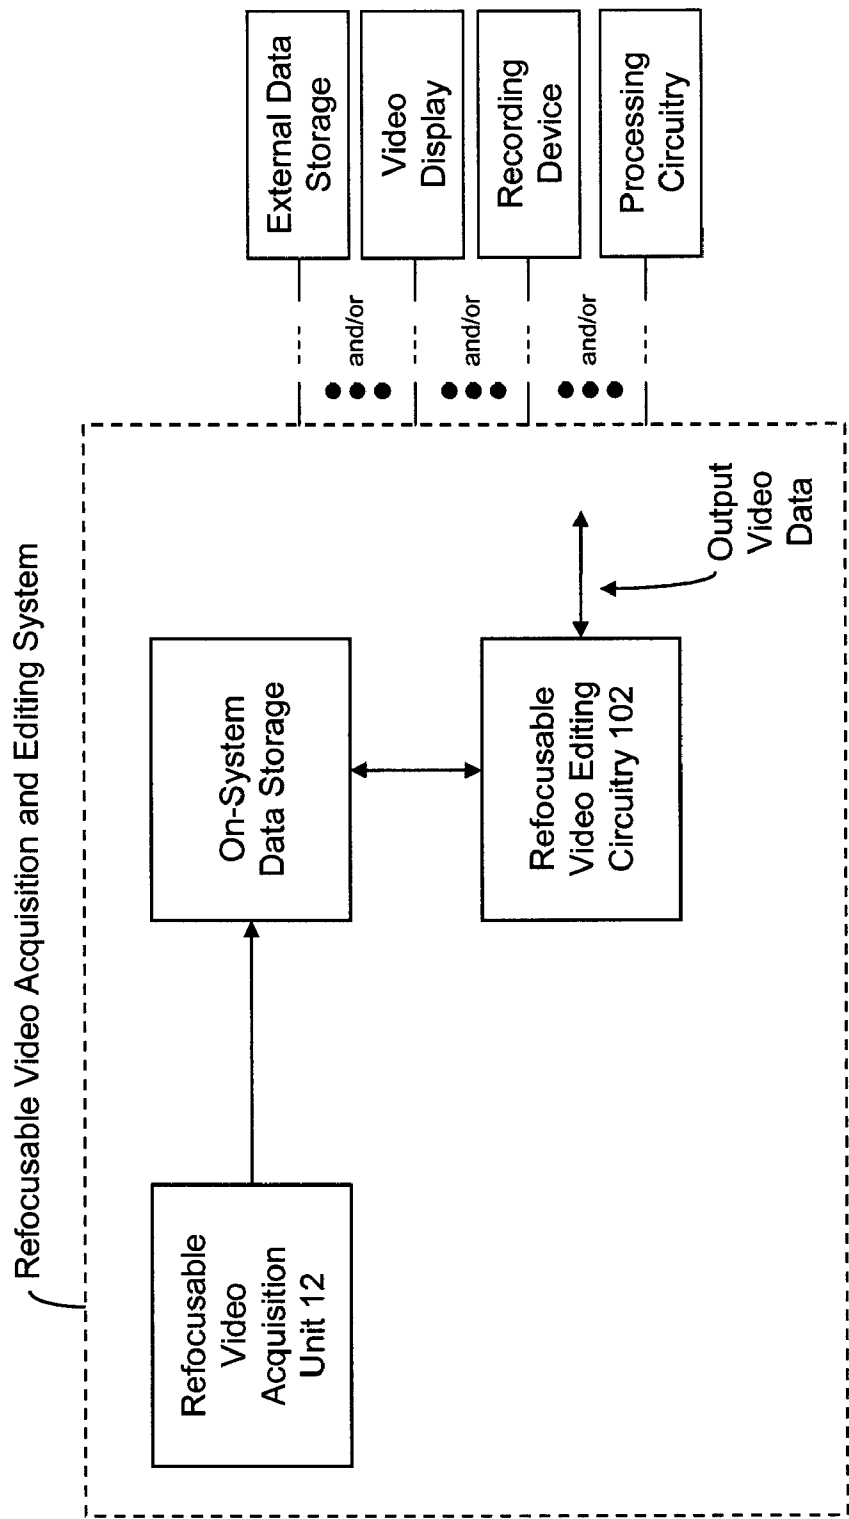 Refocusable Video Acquisition and Editing System
Refocusable
Video
Acquisition
Unit 12
On-System
Data Storage
Refocusable
Video Editing
Circuitry 102
Output
Video
Data
and/or
and/or
and/or
External Data
Storage
Video
Display
Recording
Device
Processing
Circuitry